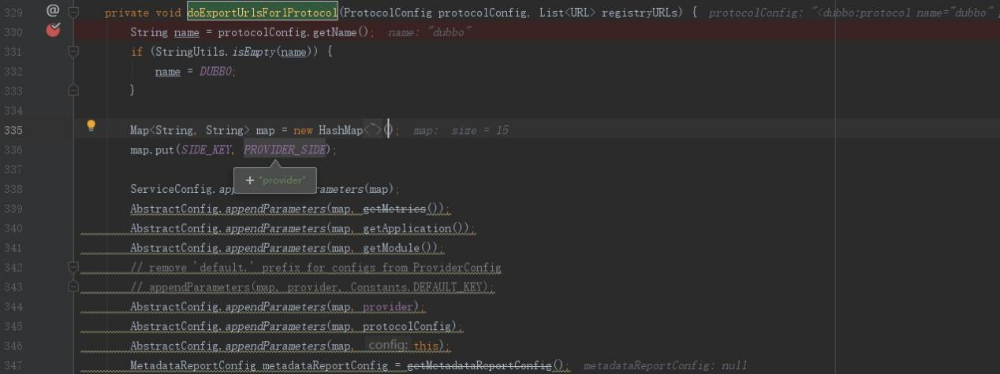 329 @ private void doExportUrlsFor1Protocol(ProtocolConfig protocolConfig, List<URL> registryURLs) { protocolConfig: "<dubbo:protocol name="dubbo"
330 String name = protocolConfig.getName(); name: "dubbo"
331 if (StringUtils.isEmpty(name)) {
332 name = DUBBO;
333 }
334
335 Map<String, String> map = new HashMap<~>(); map: size = 15
336 map.put(SIDE_KEY, PROVIDER_SIDE);
337
+ "provider"
338 ServiceConfig.app rameters(map);
339 AbstractConfig.appendParameters(map, getMetrics());
340 AbstractConfig.appendParameters(map, getApplication());
341 AbstractConfig.appendParameters(map, getModule());
342 // remove 'default.' prefix for configs from ProviderConfig
343 // appendParameters(map, provider, Constants.DEFAULT_KEY);
344 AbstractConfig.appendParameters(map, provider);
345 AbstractConfig.appendParameters(map, protocolConfig);
346 AbstractConfig.appendParameters(map, config: this);
347 MetadataReportConfig metadataReportConfig = getMetadataReportConfig(); metadataReportConfig: null